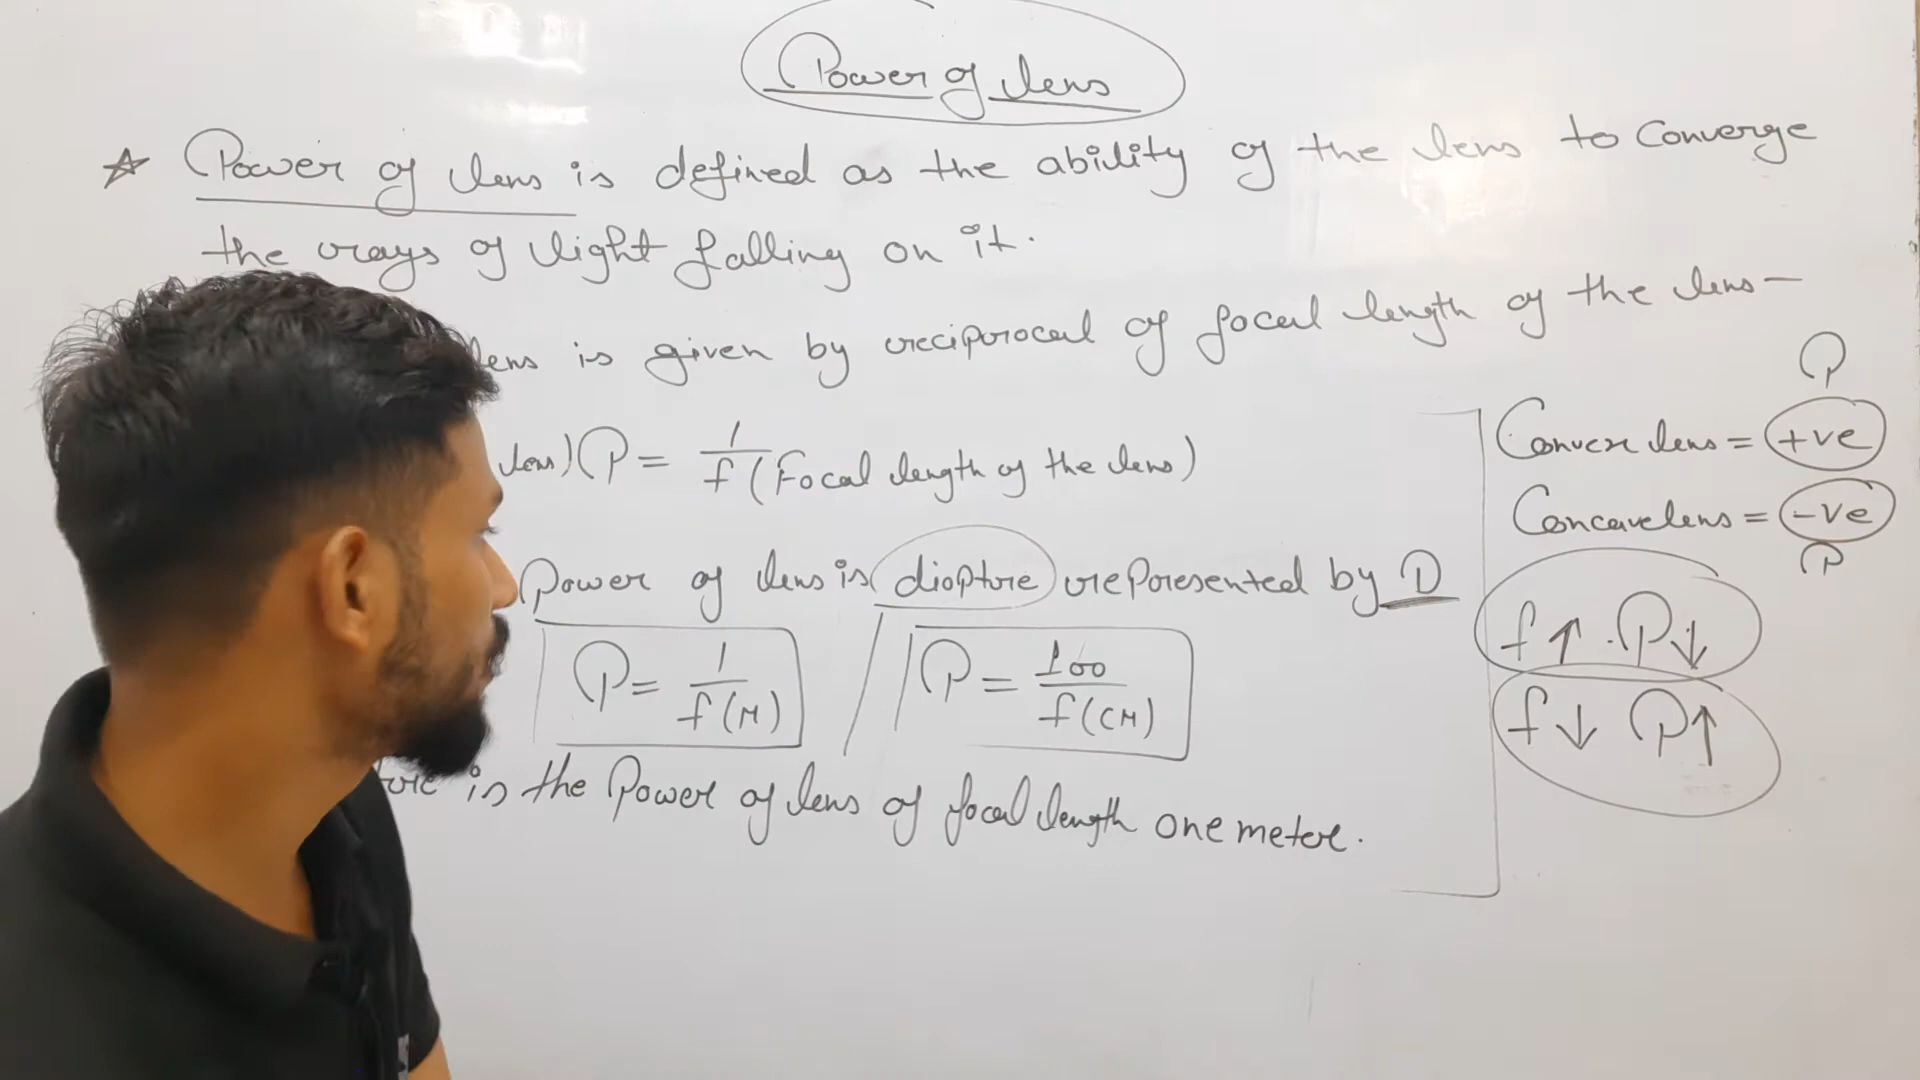 Power of lens
☆ Power of lens is defined as the ability of the lens to Converge
the rays of light falling on it.
lens is given by reciprocal of focal length of the lens—
lens) P = 1/f (Focal length of the lens)
Power of lens is dioptre represented by D
P = 1/f(M) / P = 100/f(CM)
is the Power of lens of focal length one meter.
P
Convex lens = +ve
Concave lens = -ve
P
f↑ P↓
f↓ P↑